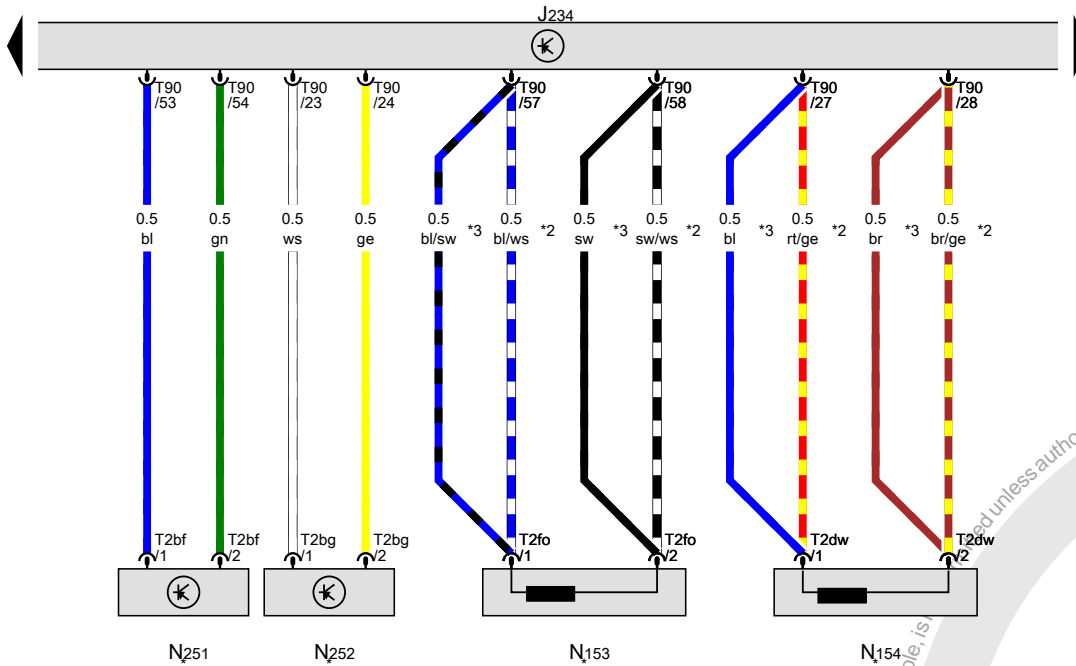 J234
T90 T90 T90 T90 T90 T90 T90 T90
/53 /54 /23 /24 /57 /58 /27 /28
0.5 0.5 0.5 0.5 0.5 0.5 0.5 0.5 0.5 0.5 0.5 0.5
bl gn ws ge bl/sw *3 bl/ws *2 sw *3 sw/ws *2 bl *3 rt/ge *2 br *3 br/ge *2
T2bf T2bf T2bg T2bg T2fo T2fo T2dw T2dw
/1 /2 /1 /2 /1 /2 /1 /2
N251 N252 N153 N154
* * * *
unless autho
ble, is